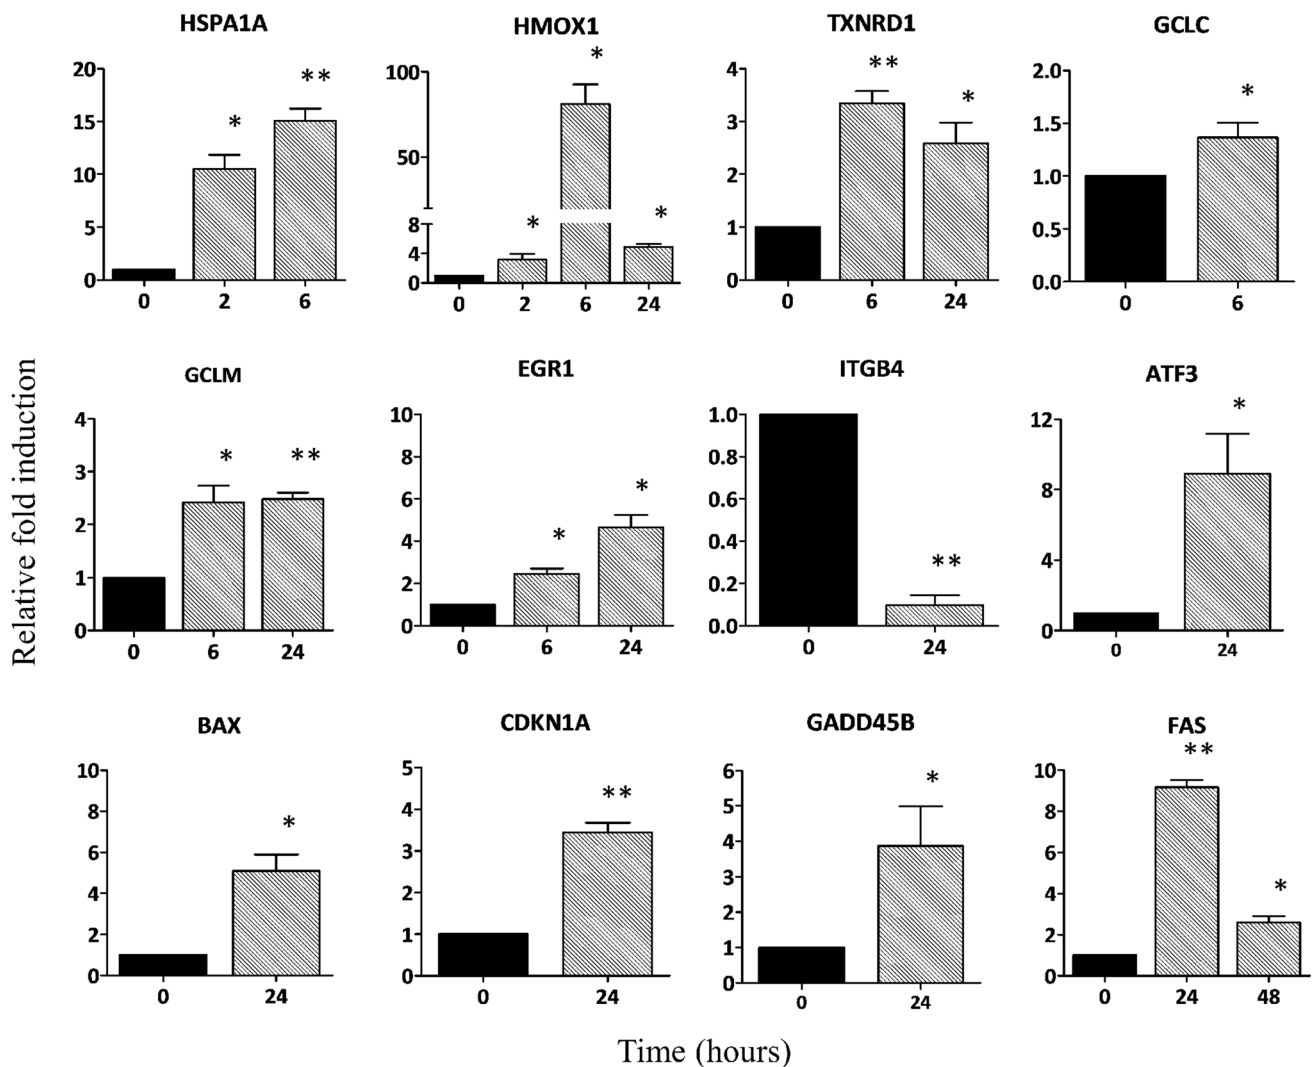 HSPA1A HMOX1 TXNRD1 GCLC
20 15 10 5 0
* **
0 2 6
100 50 8 4 0
* * *
0 2 6 24
4 3 2 1 0
** *
0 6 24
2.0 1.5 1.0 0.5 0.0
*
0 6
Relative fold induction
GCLM EGR1 ITGB4 ATF3
4 3 2 1 0
* **
0 6 24
10 8 6 4 2 0
* *
0 6 24
1.0 0.8 0.6 0.4 0.2 0.0
**
0 24
12 8 4 0
*
0 24
BAX CDKN1A GADD45B FAS
10 8 6 4 2 0
*
0 24
5 4 3 2 1 0
**
0 24
6 5 4 3 2 1 0
*
0 24
10 8 6 4 2 0
** *
0 24 48
Time (hours)